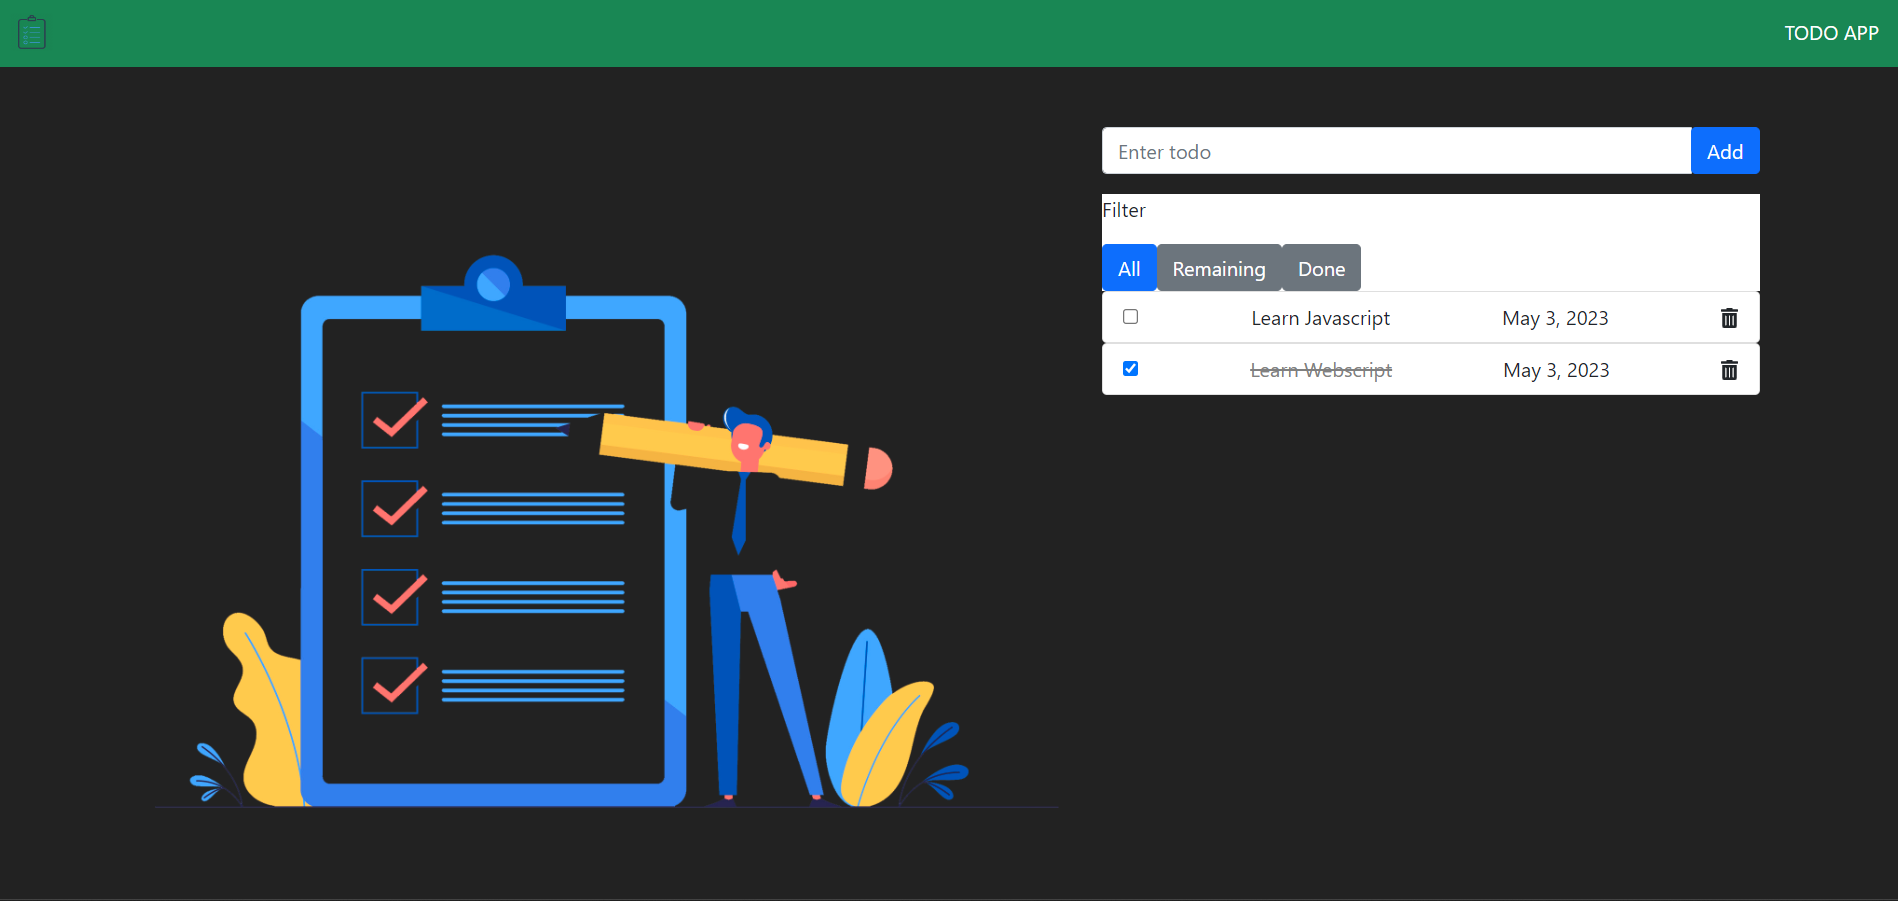 TODO APP
Enter todo Add
Filter
All Remaining Done
Learn Javascript May 3, 2023
Learn Webscript May 3, 2023